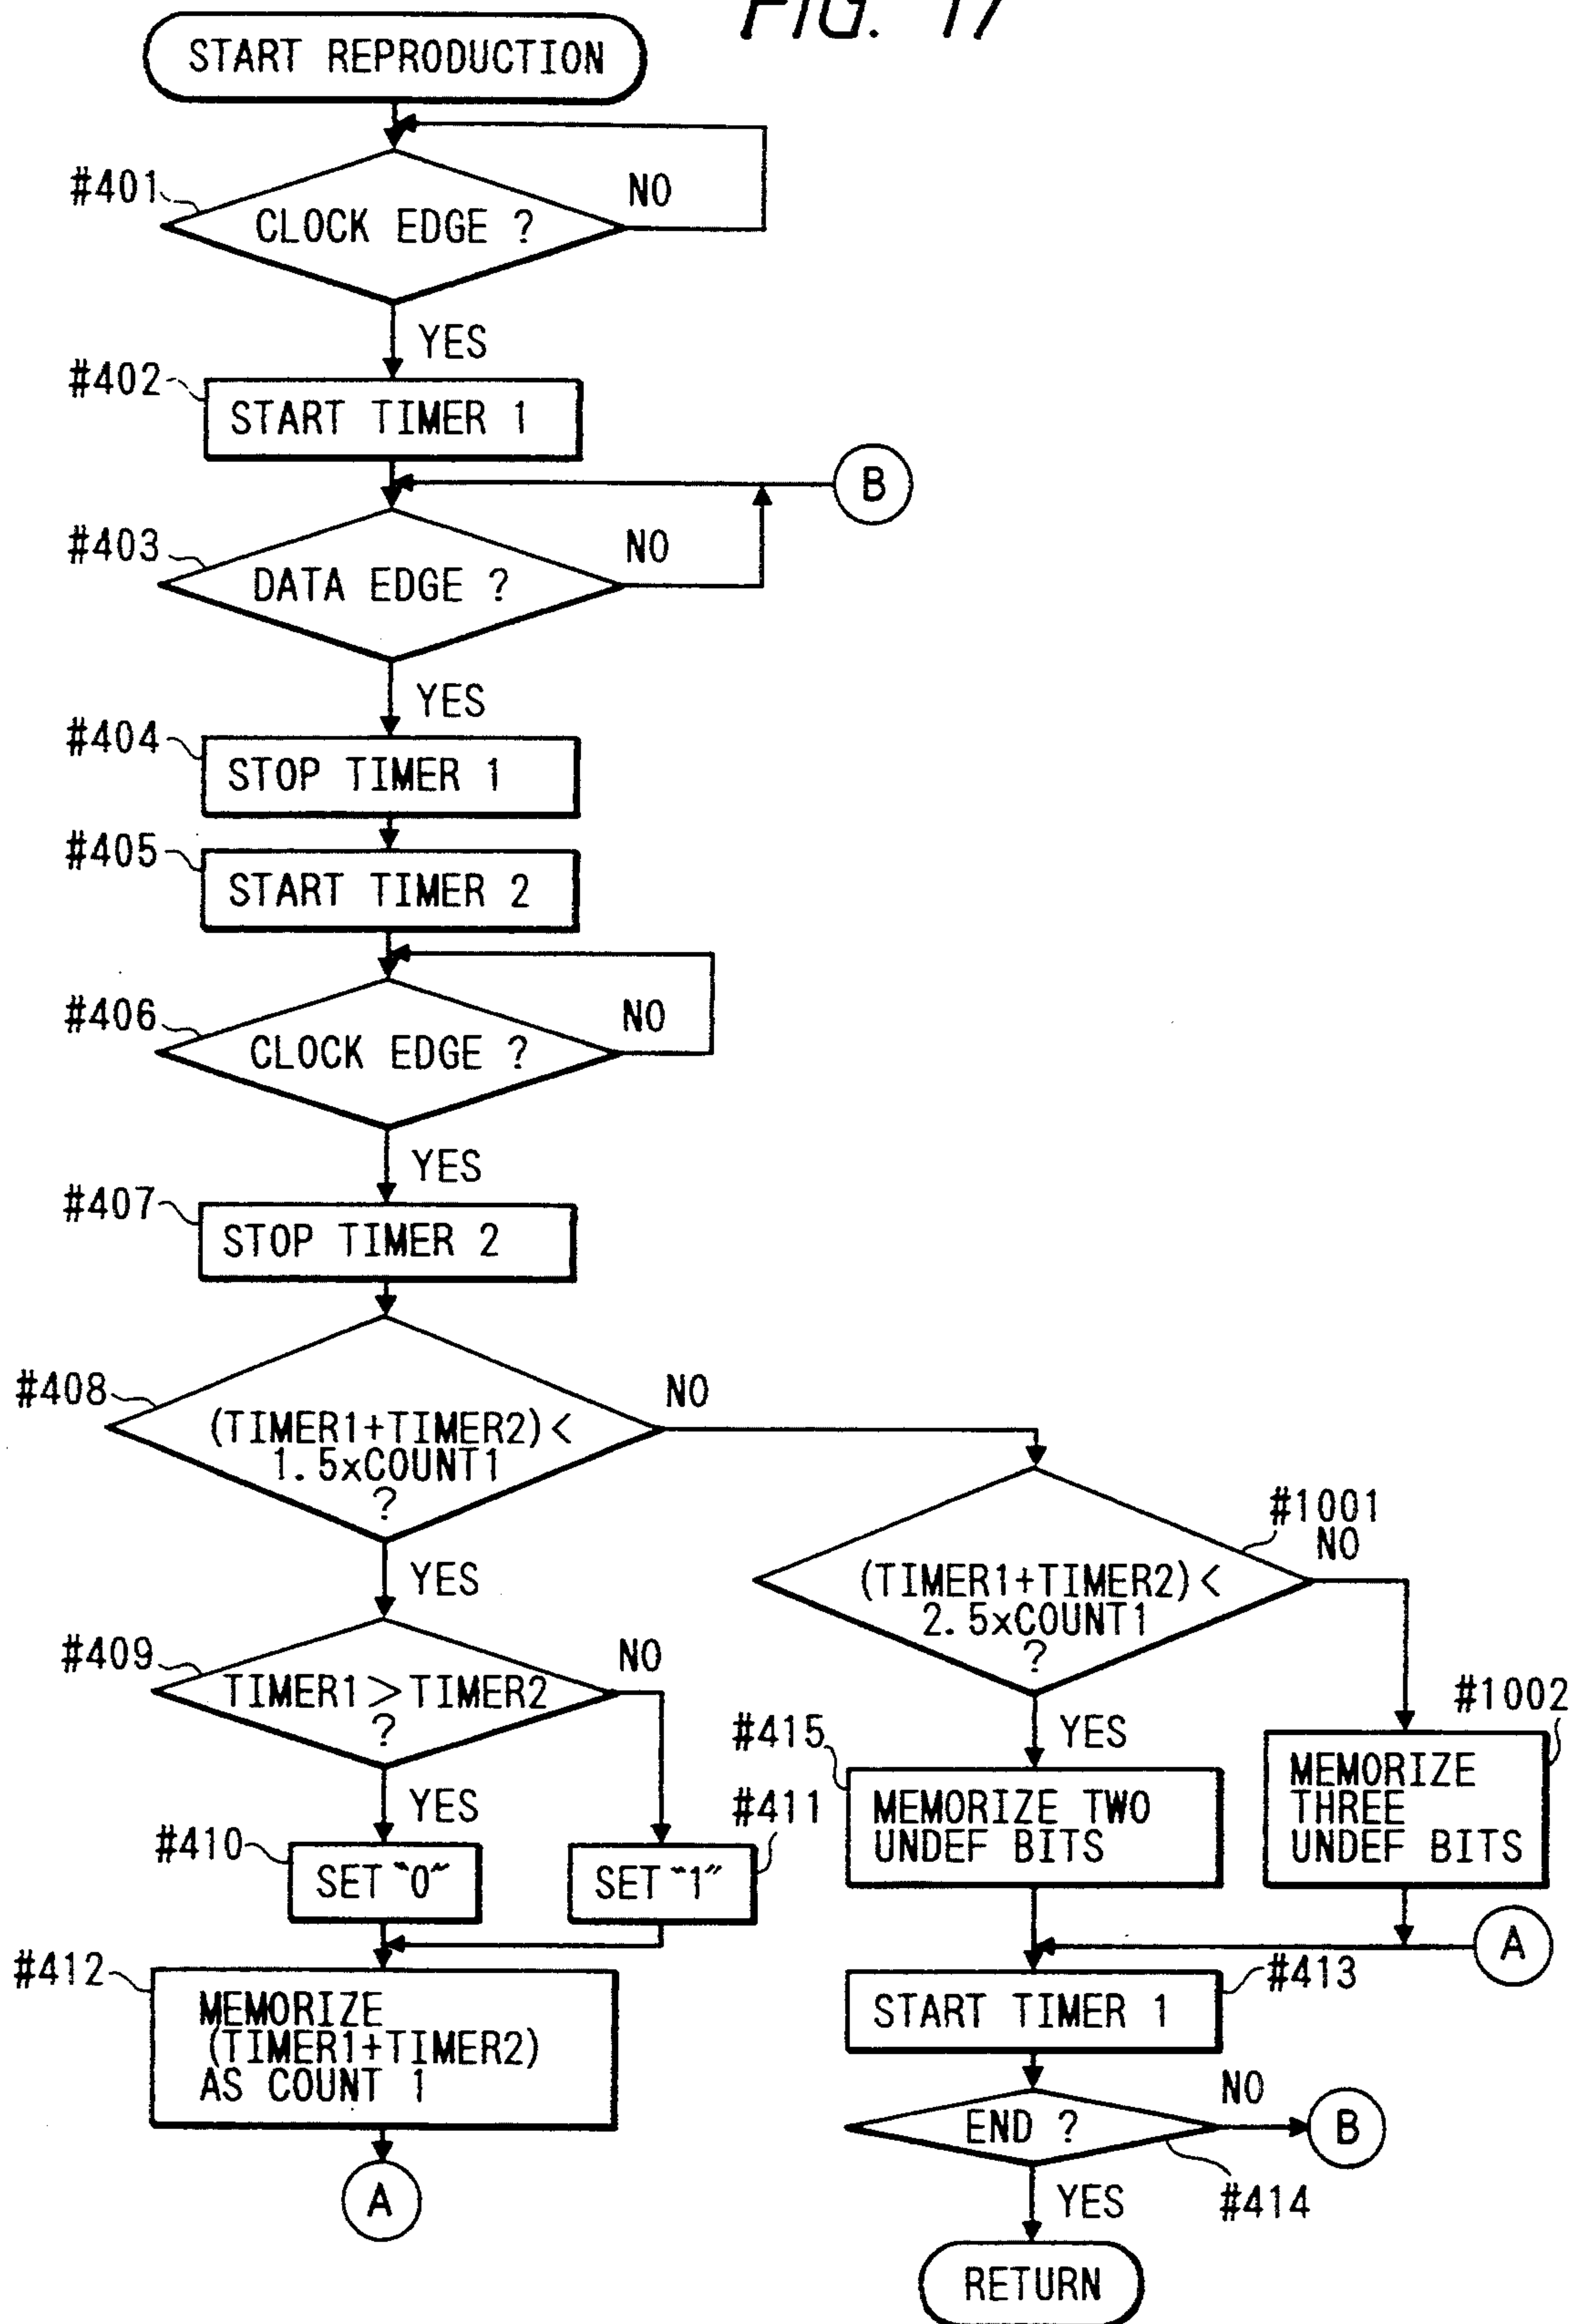 FIG. 17
START REPRODUCTION
#401
CLOCK EDGE ?
NO
YES
#402
START TIMER 1
B
#403
DATA EDGE ?
NO
YES
#404
STOP TIMER 1
#405
START TIMER 2
#406
CLOCK EDGE ?
NO
YES
#407
STOP TIMER 2
#408
(TIMER1+TIMER2)<
1.5xCOUNT1
?
NO
YES
#1001
(TIMER1+TIMER2)<
2.5xCOUNT1
?
NO
YES
#409
TIMER1>TIMER2
?
NO
YES
#410
SET "0"
#411
SET "1"
#415
MEMORIZE TWO
UNDEF BITS
#1002
MEMORIZE
THREE
UNDEF BITS
A
#412
MEMORIZE
(TIMER1+TIMER2)
AS COUNT 1
A
#413
START TIMER 1
END ?
NO
B
#414
YES
RETURN